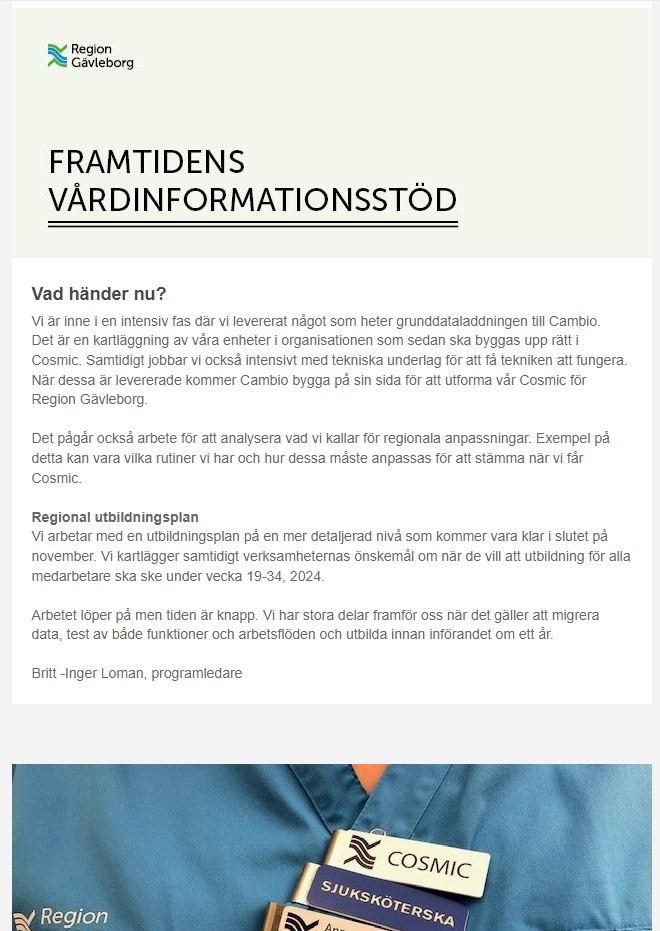 Region
Gävleborg
FRAMTIDENS
VÅRDINFORMATIONSSTÖD
Vad händer nu?
Vi är inne i en intensiv fas där vi levererat något som heter grunddataladdningen till Cambio.
Det är en kartläggning av våra enheter i organisationen som sedan ska byggas upp rätt i
Cosmic. Samtidigt jobbar vi också intensivt med tekniska underlag för att få tekniken att fungera.
När dessa är levererade kommer Cambio bygga på sin sida för att utforma vår Cosmic för
Region Gävleborg.
Det pågår också arbete för att analysera vad vi kallar för regionala anpassningar. Exempel på
detta kan vara vilka rutiner vi har och hur dessa måste anpassas för att stämma när vi får
Cosmic.
Regional utbildningsplan
Vi arbetar med en utbildningsplan på en mer detaljerad nivå som kommer vara klar i slutet på
november. Vi kartlägger samtidigt verksamheternas önskemål om när de vill att utbildning för alla
medarbetare ska ske under vecka 19-34, 2024.
Arbetet löper på men tiden är knapp. Vi har stora delar framför oss när det gäller att migrera
data, test av både funktioner och arbetsflöden och utbilda innan införandet om ett år.
Britt -Inger Loman, programledare
COSMIC
SJUKSKÖTERSKA
Region